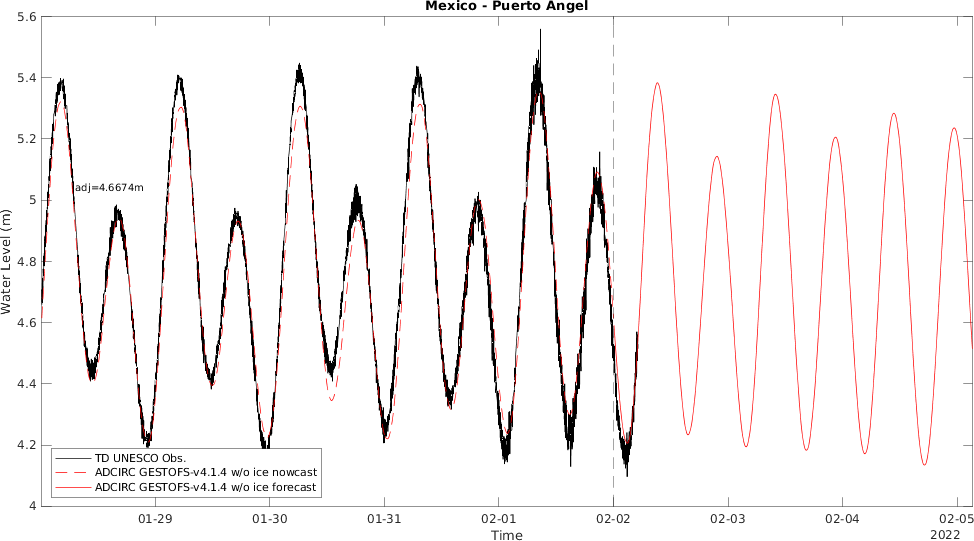 Mexico - Puerto Angel
5.6
5.4
5.2
5
4.8
4.6
4.4
4.2
4
Water Level (m)
adj=4.6674m
TD UNESCO Obs.
ADCIRC GESTOFS-v4.1.4 w/o ice nowcast
ADCIRC GESTOFS-v4.1.4 w/o ice forecast
01-29 01-30 01-31 02-01 02-02 02-03 02-04 02-05
Time
2022